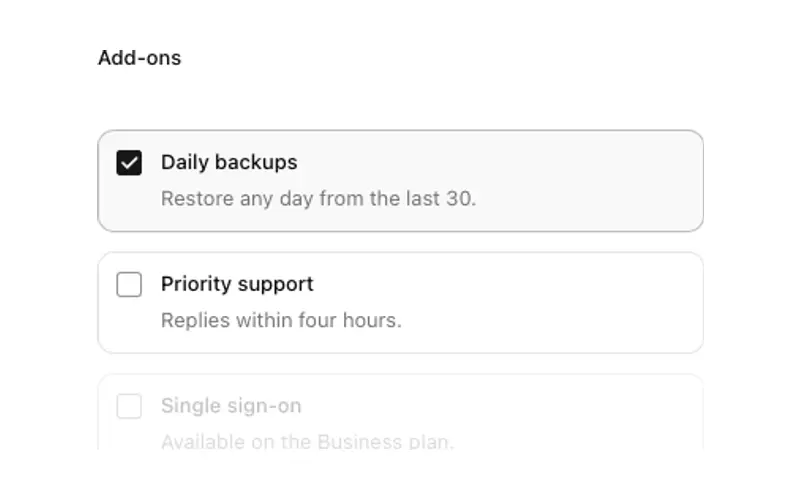 Add-ons
Daily backups
Restore any day from the last 30.
Priority support
Replies within four hours.
Single sign-on
Available on the Business plan.